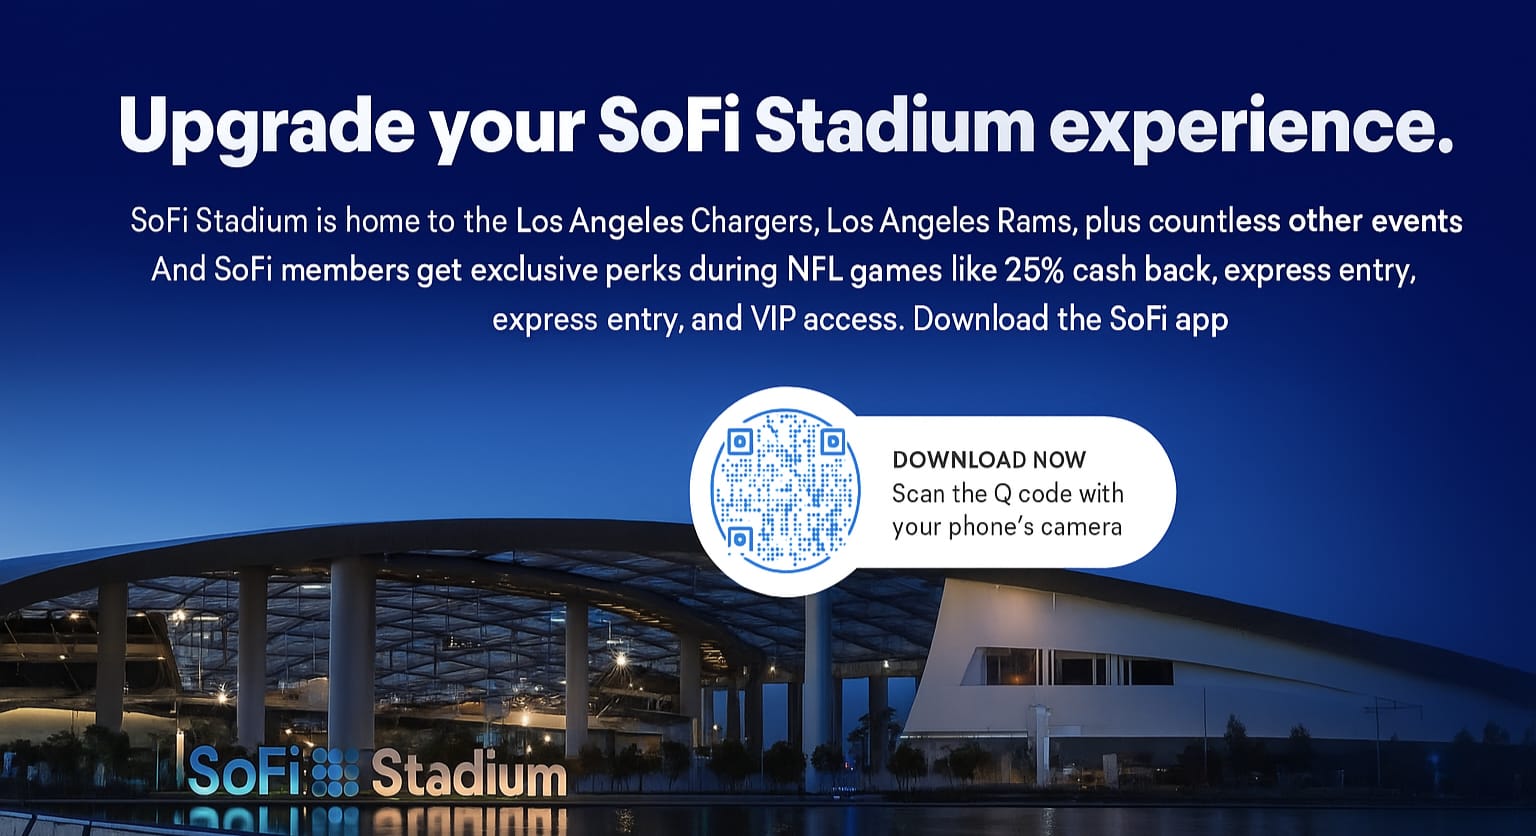 Upgrade your SoFi Stadium experience.
SoFi Stadium is home to the Los Angeles Chargers, Los Angeles Rams, plus countless other events
And SoFi members get exclusive perks during NFL games like 25% cash back, express entry,
express entry, and VIP access. Download the SoFi app
DOWNLOAD NOW
Scan the Q code with
your phone’s camera
SoFi Stadium